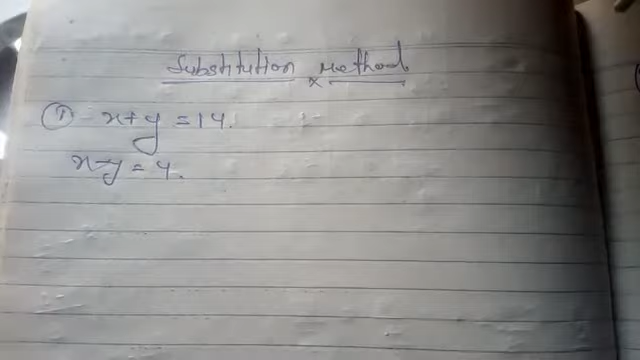 Substitution Method
① x+y = 14.
x-y = 4.